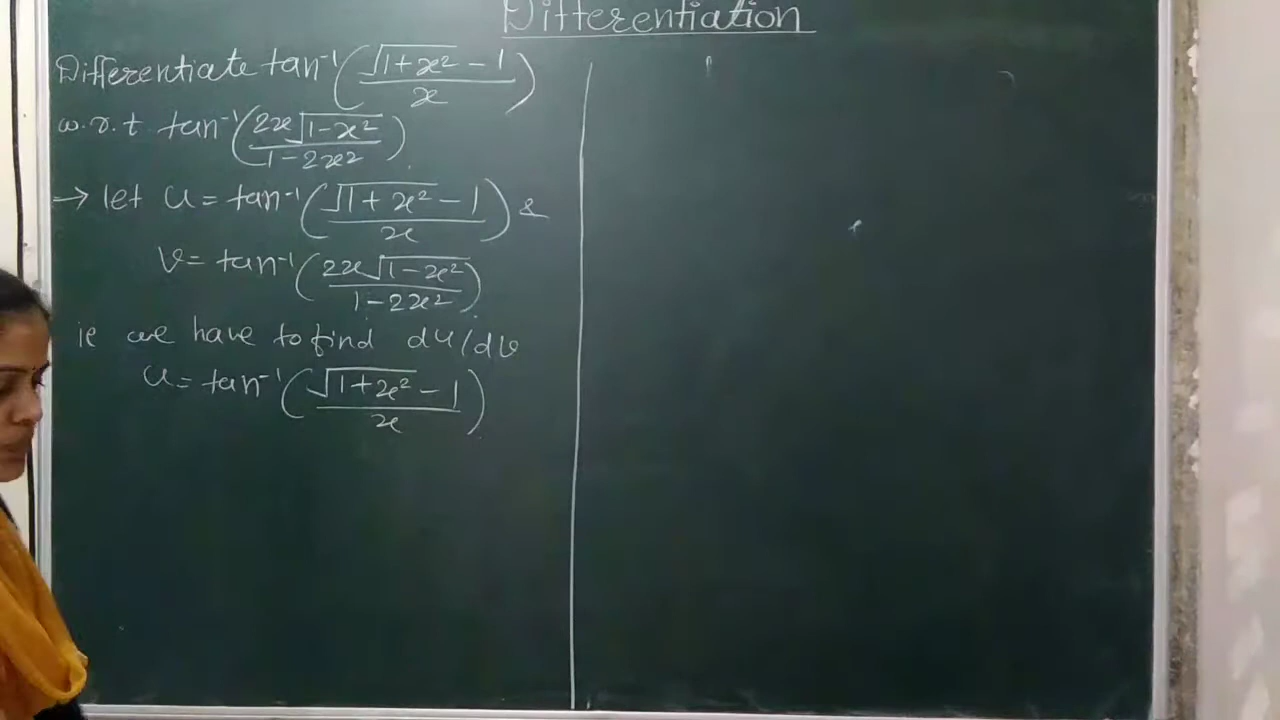 Differentiation
Differentiate tan⁻¹(√(1+x²) - 1 / x)
w.r.t tan⁻¹(2x√(1-x²) / 1-2x²).
→ let u = tan⁻¹(√(1+x²) - 1 / x) &
v = tan⁻¹(2x√(1-x²) / 1-2x²).
ie we have to find du/dv
u = tan⁻¹(√(1+x²) - 1 / x).